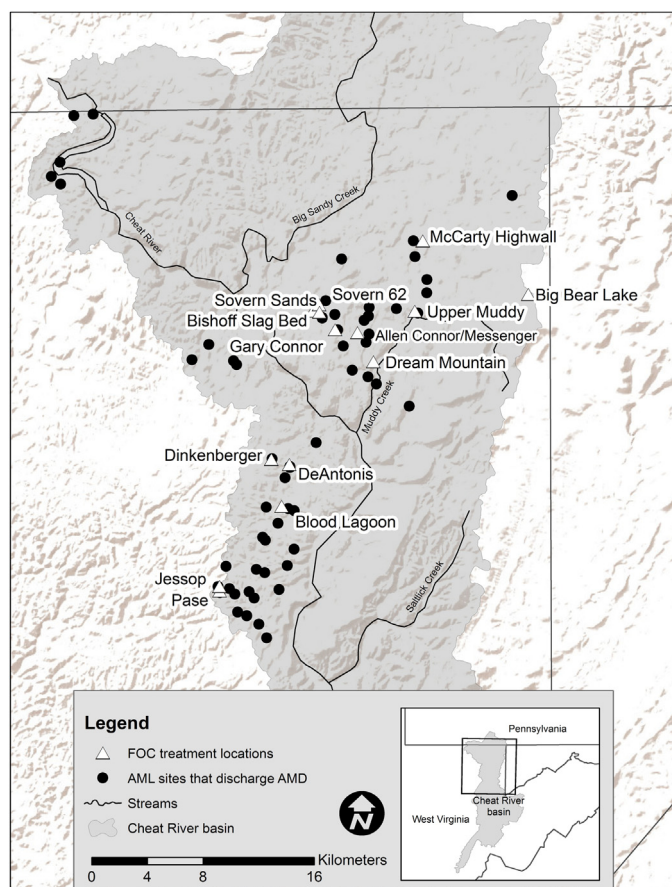 Big Sandy Creek
Cheat River
McCarty Highwall
Big Bear Lake
Sovern Sands
Sovern 62
Bishoff Slag Bed
Upper Muddy
Gary Connor
Allen Connor/Messenger
Dream Mountain
Muddy Creek
Dinkenberger
DeAntonis
Blood Lagoon
Saltlick Creek
Jessop
Pase
Legend
FOC treatment locations
AML sites that discharge AMD
Streams
Cheat River basin
N
Kilometers
0 2 4 8 12 16
Pennsylvania
Cheat River
basin
West Virginia